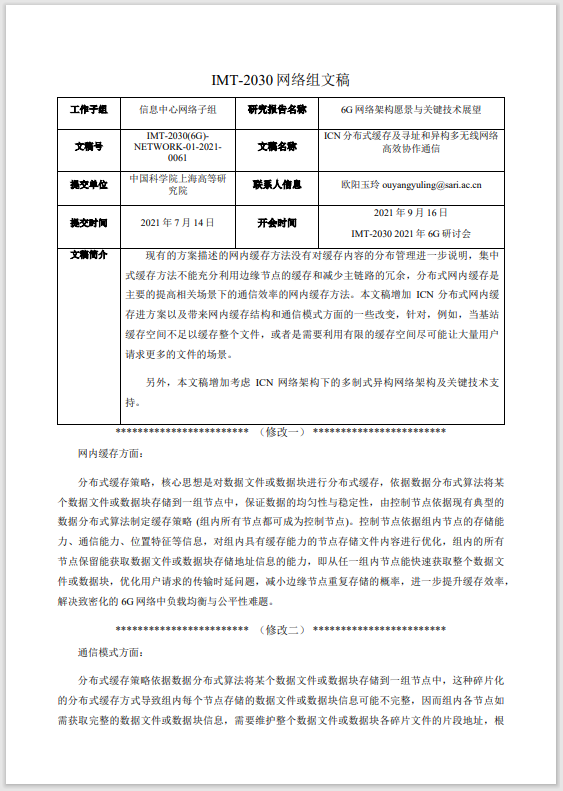 IMT-2030 网络组文稿
工作子组 信息中心网络子组 研究报告名称 6G 网络架构愿景与关键技术展望
文稿号 IMT-2030(6G)-NETWORK-01-2021-0061 文稿名称 ICN 分布式缓存及寻址和异构多无线网络高效协作通信
提交单位 中国科学院上海高等研究院 联系人信息 欧阳玉玲 ouyangyuling@sari.ac.cn
提交时间 2021 年 7 月 14 日 开会时间 2021 年 9 月 16 日
IMT-2030 2021 年 6G 研讨会
文稿简介 现有的方案描述的网内缓存方法没有对缓存内容的分布管理进一步说明，集中
式缓存方法不能充分利用边缘节点的缓存和减少主链路的冗余，分布式网内缓存是
主要的提高相关场景下的通信效率的网内缓存方法。本文稿增加 ICN 分布式网内缓
存进方案以及带来网内缓存结构和通信模式方面的一些改变，针对，例如，当基站
缓存空间不足以缓存整个文件，或者是需要利用有限的缓存空间尽可能让大量用户
请求更多的文件的场景。
另外，本文稿增加考虑 ICN 网络架构下的多制式异构网络架构及关键技术支
持。
************************ （修改一） ************************
网内缓存方面：
分布式缓存策略，核心思想是对数据文件或数据块进行分布式缓存，依据数据分布式算法将某
个数据文件或数据块存储到一组节点中，保证数据的均匀性与稳定性，由控制节点依据现有典型的
数据分布式算法制定缓存策略 (组内所有节点都可成为控制节点)。控制节点依据组内节点的存储能
力、通信能力、位置特征等信息，对组内具有缓存能力的节点存储文件内容进行优化，组内的所有
节点保留能获取数据文件或数据块存储地址信息的能力，即从任一组内节点能快速获取整个数据文
件或数据块，优化用户请求的传输时延问题，减小边缘节点重复存储的概率，进一步提升缓存效率，
解决致密化的 6G 网络中负载均衡与公平性难题。
************************ （修改二） ************************
通信模式方面：
分布式缓存策略依据数据分布式算法将某个数据文件或数据块存储到一组节点中，这种碎片化
的分布式缓存方式导致组内每个节点存储的数据文件或数据块信息可能不完整，因而组内各节点如
需获取完整的数据文件或数据块信息，需要维护整个数据文件或数据块各碎片文件的片段地址，根